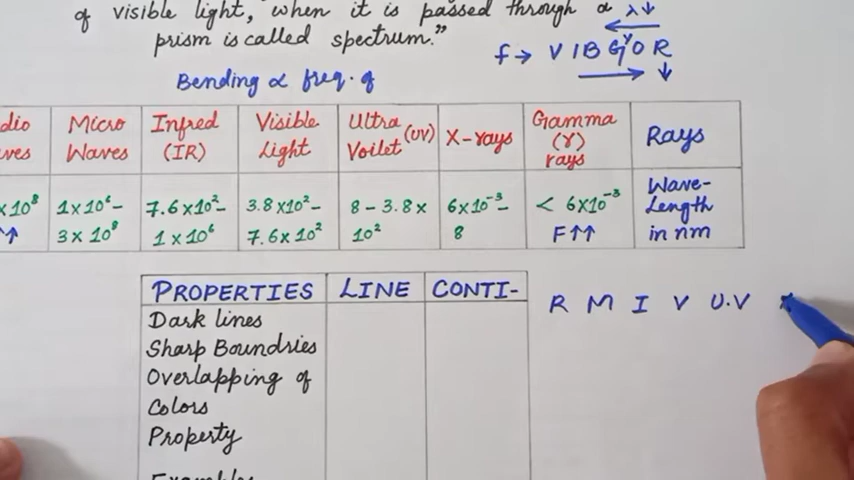 of visible light, when it is passed through a
prism is called spectrum."
λ↓
f→ V I B G Y O R
↓
Bending ∝ freq. of
dio
ves
Micro
Waves
Infred
(IR)
Visible
Light
Ultra
Voilet (UV)
X-rays
Gamma
(γ)
rays
Rays
×10⁸
↑
1×10⁶-
3×10⁸
7.6×10²-
1×10⁶
3.8×10²-
7.6×10²
8-3.8×
10²
6×10⁻³-
8
< 6×10⁻³
F↑↑
Wave-
Length
in nm
PROPERTIES LINE CONTI-
R M I V U.V
Dark lines
Sharp Boundries
Overlapping of
Colors
Property
Examples